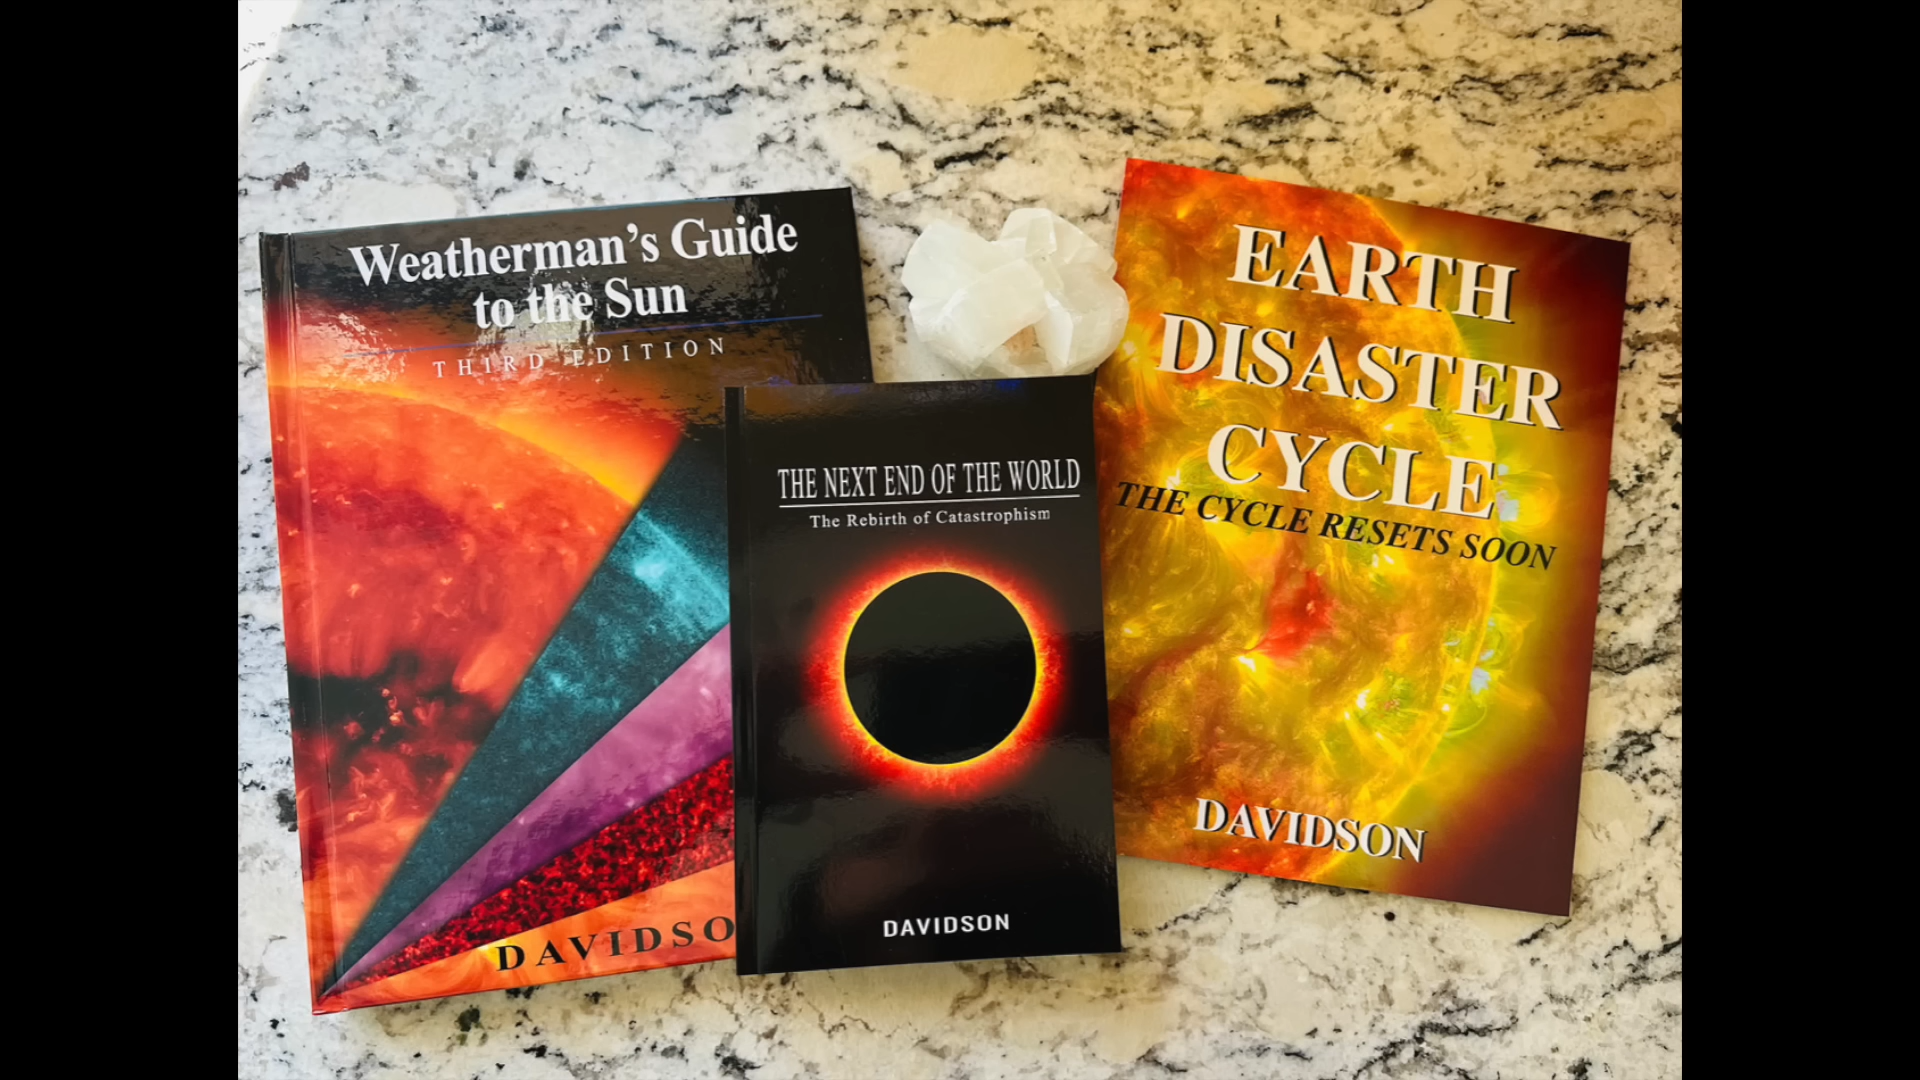 Weatherman's Guide
to the Sun
THIRD EDITION
DAVIDSO
THE NEXT END OF THE WORLD
The Rebirth of Catastrophism
DAVIDSON
EARTH
DISASTER
CYCLE
THE CYCLE RESETS SOON
DAVIDSON